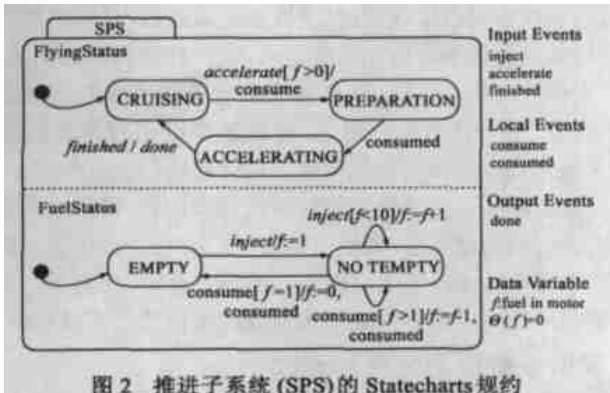 SPS
FlyingStatus
accelerate[ f>0]/
consume
CRUISING
PREPARATION
finished / done
ACCELERATING
consumed
FuelStatus
inject[f<10]/f:=f+1
inject/f:=1
EMPTY
NO TEMPTY
consume[ f=1]/f:=0,
consumed
consume[ f>1]/f:=f-1,
consumed
Input Events
inject
accelerate
finished
Local Events
consume
consumed
Output Events
done
Data Variable
f:fuel in motor
Θ(f)=0
图 2 推进子系统 (SPS)的 Statecharts 规约